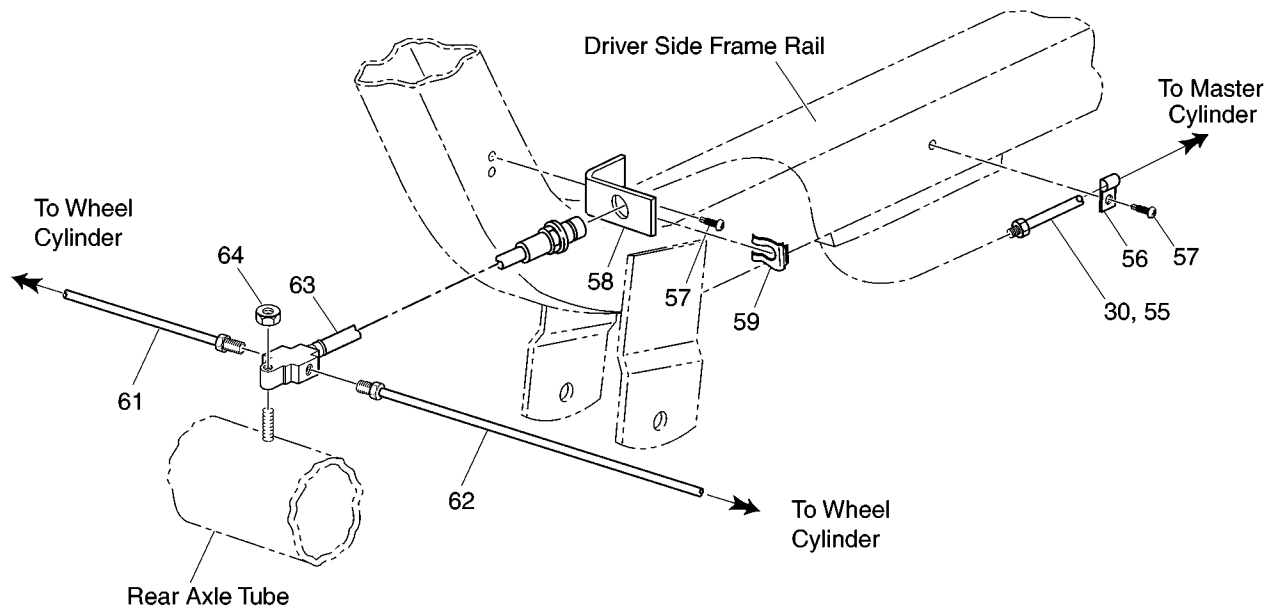 Driver Side Frame Rail
To Master
Cylinder
To Wheel
Cylinder
64
63
58
57
59
56
57
30, 55
61
62
To Wheel
Cylinder
Rear Axle Tube